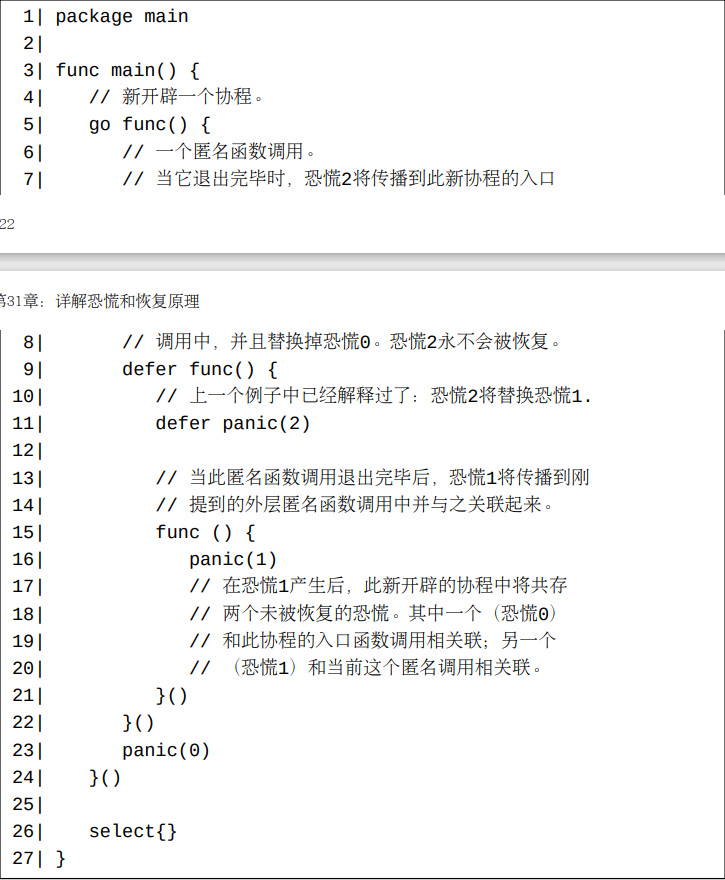 1| package main
2|
3| func main() {
4|    // 新开辟一个协程。
5|    go func() {
6|       // 一个匿名函数调用。
7|       // 当它退出完毕时，恐慌2将传播到此新协程的入口
22
第31章：详解恐慌和恢复原理
8|       // 调用中，并且替换掉恐慌0。恐慌2永不会被恢复。
9|       defer func() {
10|          // 上一个例子中已经解释过了：恐慌2将替换恐慌1.
11|          defer panic(2)
12|
13|          // 当此匿名函数调用退出完毕后，恐慌1将传播到刚
14|          // 提到的外层匿名函数调用中并与之关联起来。
15|          func () {
16|             panic(1)
17|             // 在恐慌1产生后，此新开辟的协程中将共存
18|             // 两个未被恢复的恐慌。其中一个（恐慌0）
19|             // 和此协程的入口函数调用相关联；另一个
20|             // （恐慌1）和当前这个匿名调用相关联。
21|          }()
22|       }()
23|       panic(0)
24|    }()
25|
26|    select{}
27| }